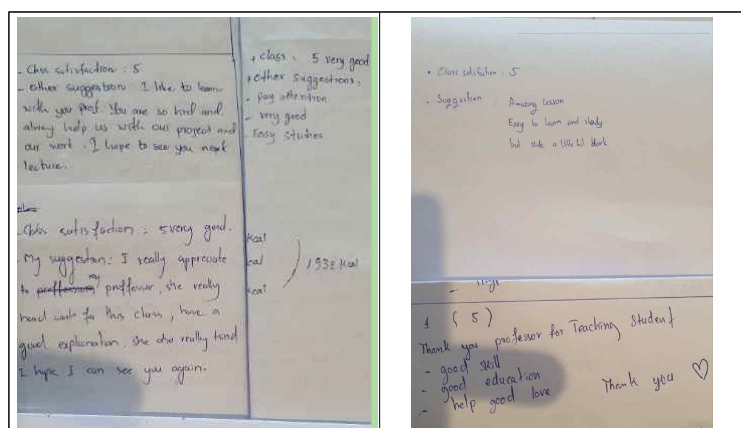 - Class satisfaction : 5
- Other suggestion I like to learn
with you prof You are so kind and
always help us with our project and
our work . I hope to see you next
lecture.
+ class : 5 very good
+ Other suggestions,
- pay attention
- very good
- Easy Studies
- Class satisfaction : 5 very good.
- My suggestion: I really appreciate
to my proffessor, she really
hard work for this class, have a
good explanation, she also really kind
I hope I can see you again.
kcal
kcal
kcal
1932 kcal
• Class satisfaction : 5
• Suggestion : Amazing lesson
Easy to learn and study
but slide a little bit
1 ( 5 )
Thank you professor for Teaching Student
- good skill
- good education
- help good love
Thank you ♡